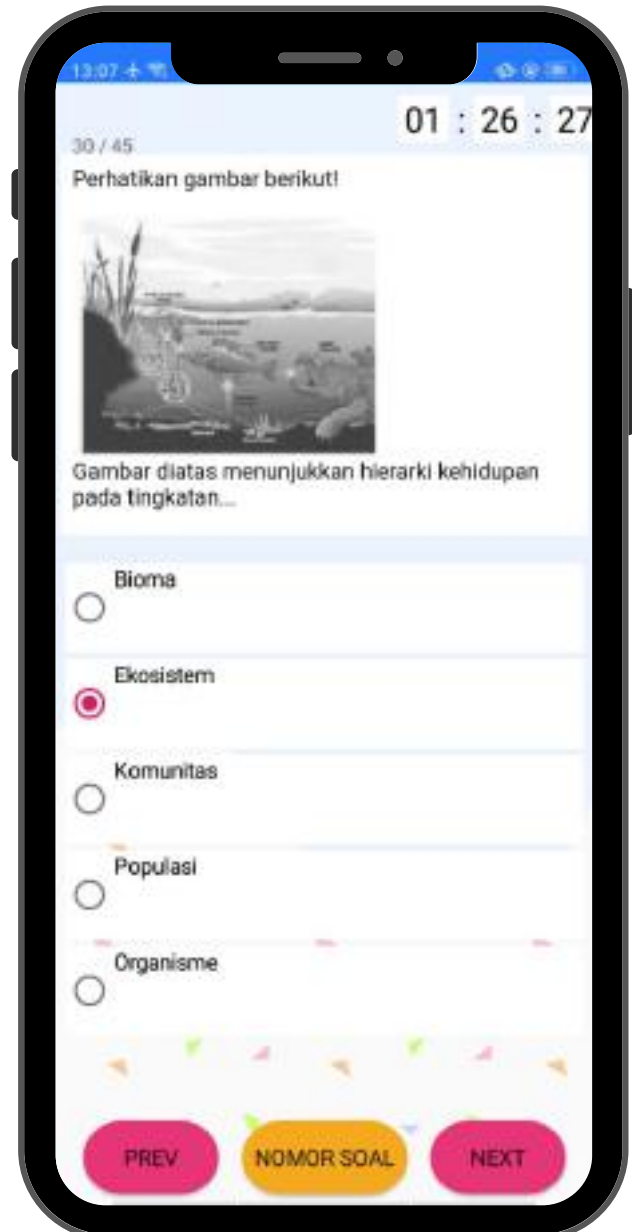 13:07
01 : 26 : 27
30 / 45
Perhatikan gambar berikut!
Gambar diatas menunjukkan hierarki kehidupan
pada tingkatan...
Bioma
Ekosistem
Komunitas
Populasi
Organisme
PREV
NOMOR SOAL
NEXT